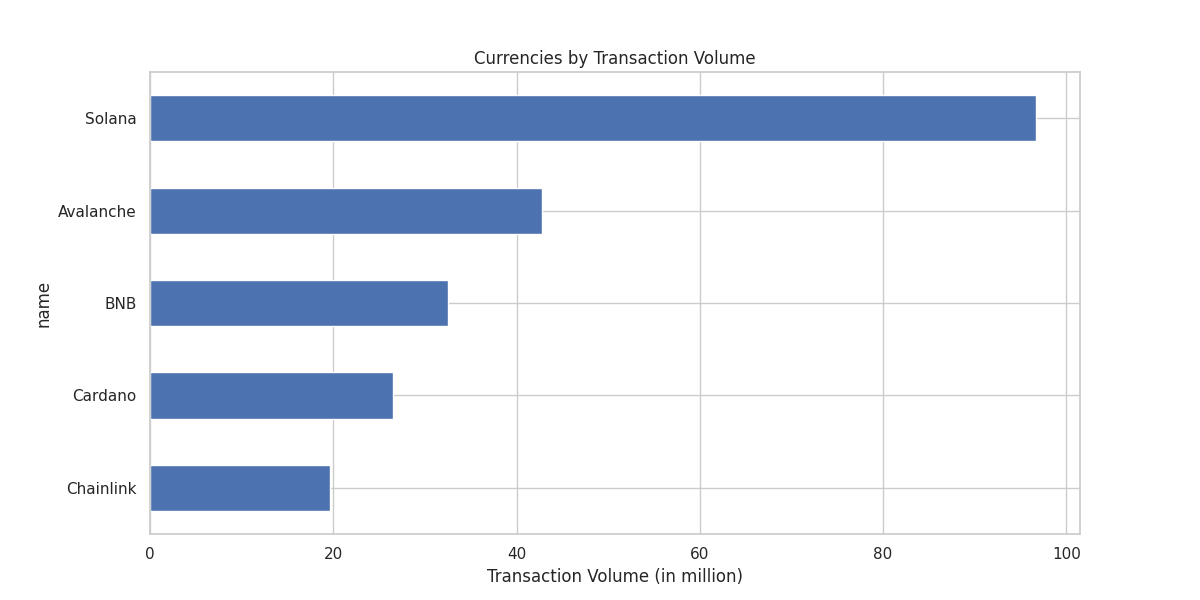 Currencies by Transaction Volume
name
Solana
Avalanche
BNB
Cardano
Chainlink
0 20 40 60 80 100
Transaction Volume (in million)